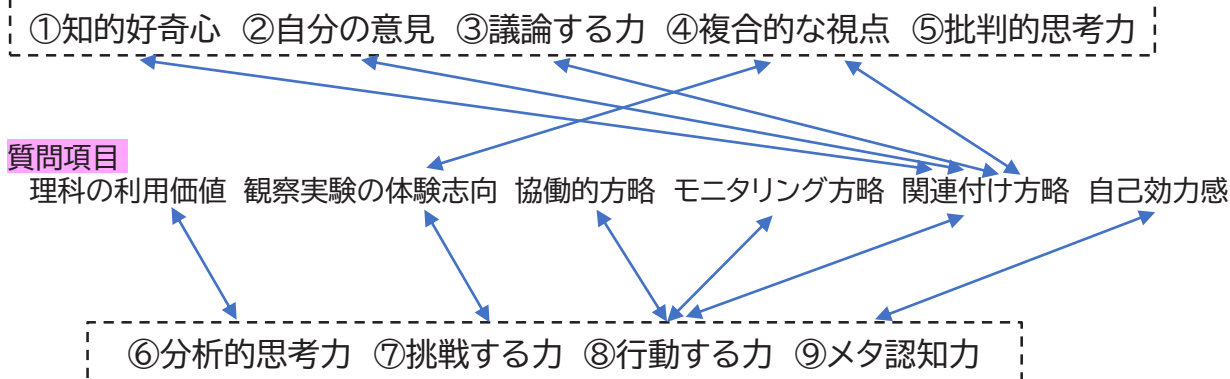 ①知的好奇心 ②自分の意見 ③議論する力 ④複合的な視点 ⑤批判的思考力
質問項目
理科の利用価値 観察実験の体験志向 協働的方略 モニタリング方略 関連付け方略 自己効力感
⑥分析的思考力 ⑦挑戦する力 ⑧行動する力 ⑨メタ認知力